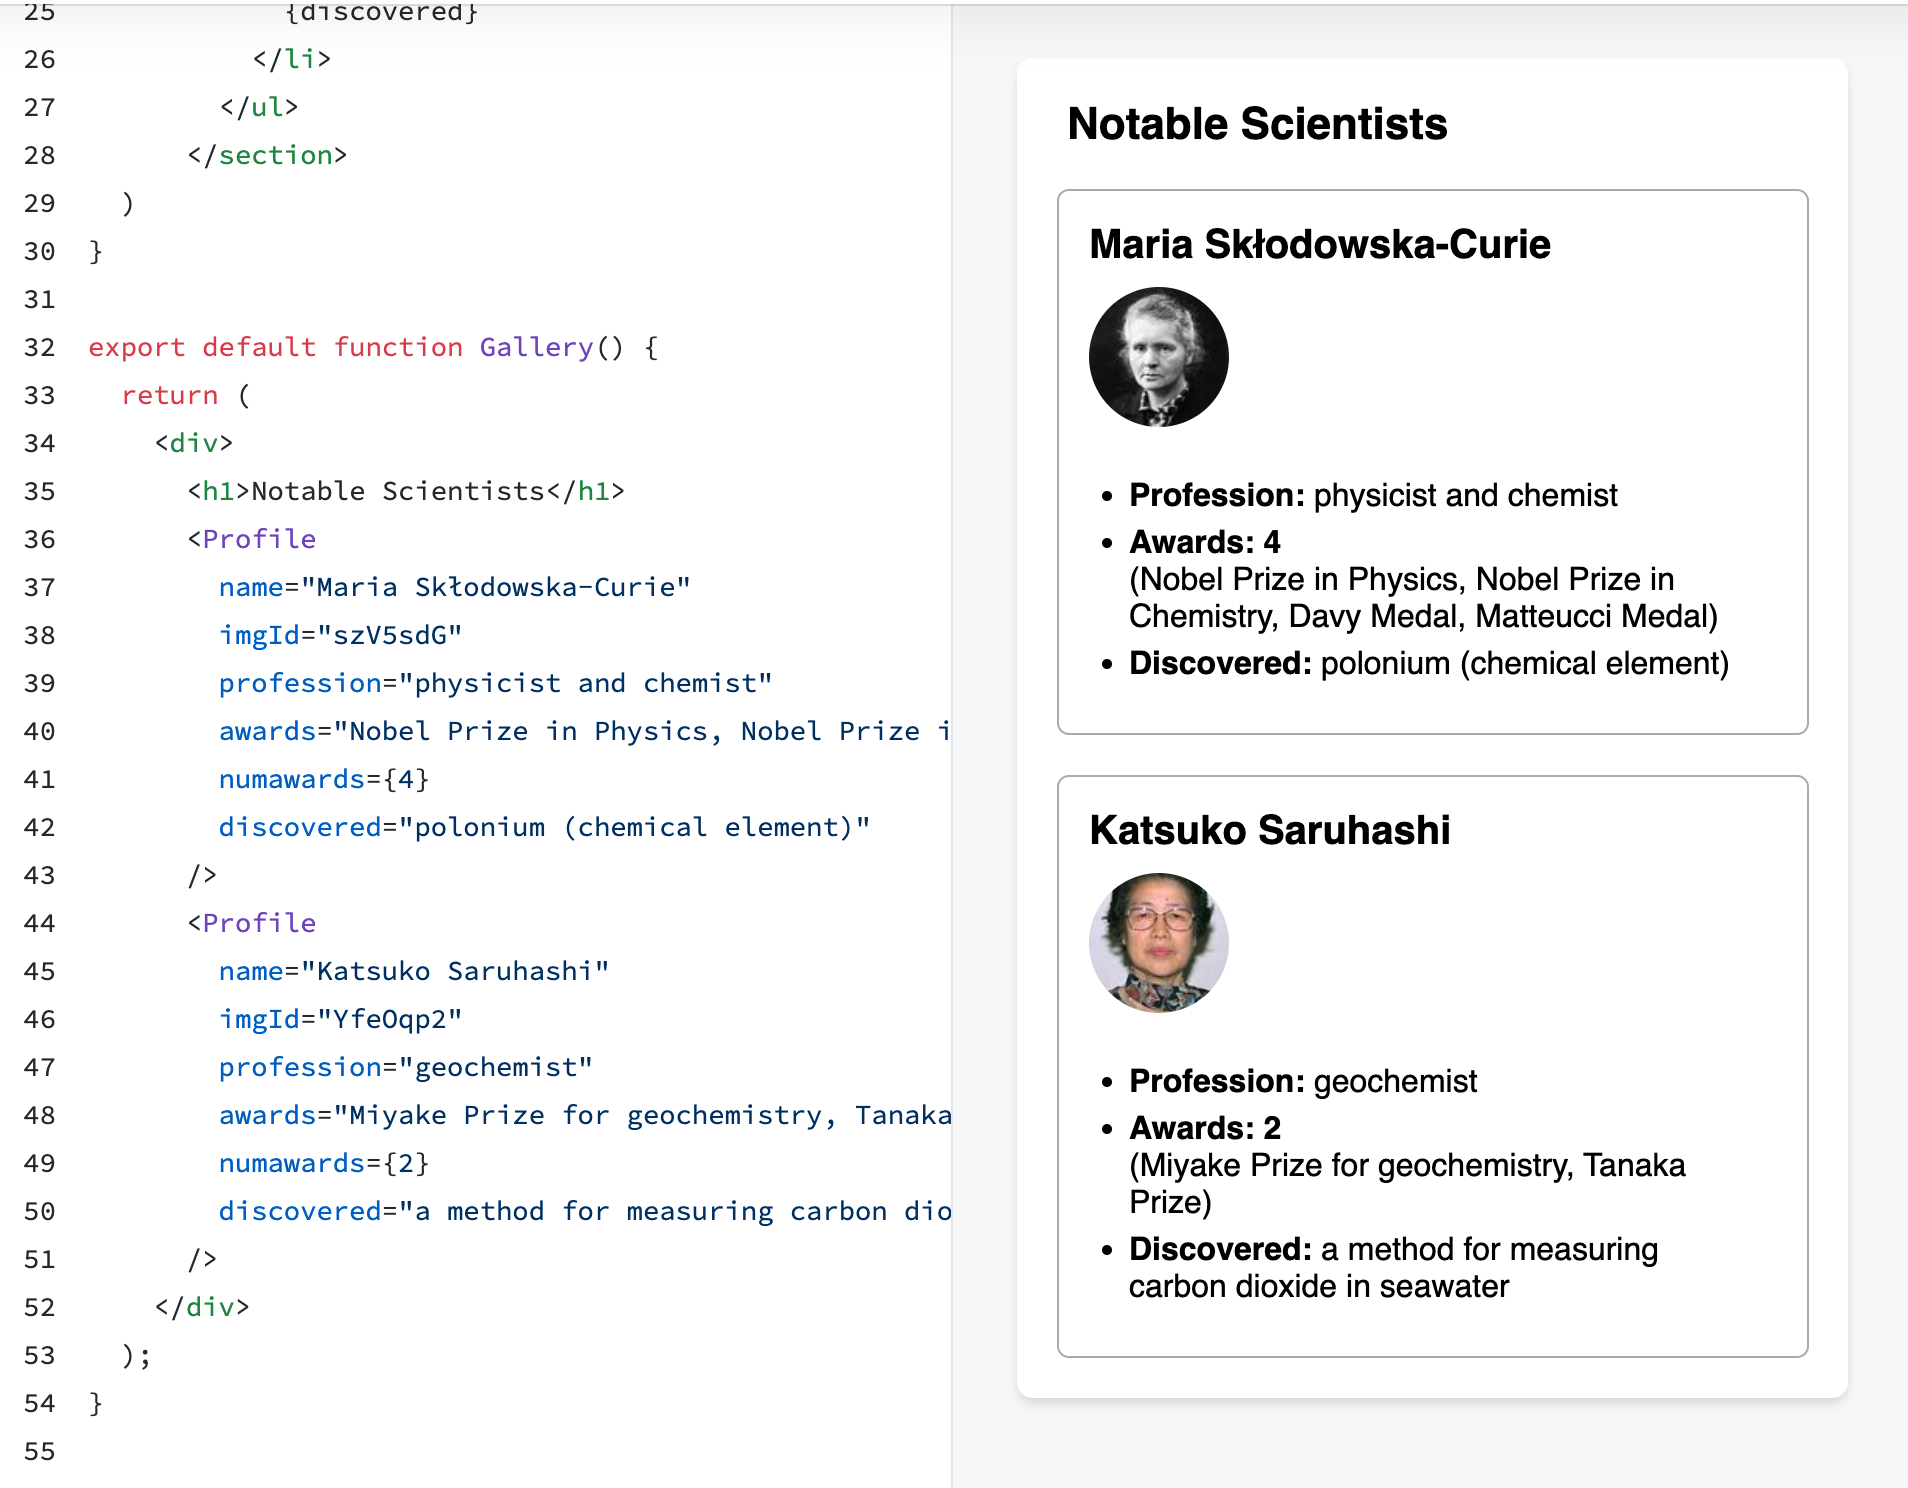 25 {discovered}
26 </li>
27 </ul>
28 </section>
29 )
30 }
31
32 export default function Gallery() {
33 return (
34 <div>
35 <h1>Notable Scientists</h1>
36 <Profile
37 name="Maria Skłodowska-Curie"
38 imgId="szV5sdG"
39 profession="physicist and chemist"
40 awards="Nobel Prize in Physics, Nobel Prize i
41 numawards={4}
42 discovered="polonium (chemical element)"
43 />
44 <Profile
45 name="Katsuko Saruhashi"
46 imgId="YfeOqp2"
47 profession="geochemist"
48 awards="Miyake Prize for geochemistry, Tanaka
49 numawards={2}
50 discovered="a method for measuring carbon dio
51 />
52 </div>
53 );
54 }
55
Notable Scientists
Maria Skłodowska-Curie
• Profession: physicist and chemist
• Awards: 4
(Nobel Prize in Physics, Nobel Prize in
Chemistry, Davy Medal, Matteucci Medal)
• Discovered: polonium (chemical element)
Katsuko Saruhashi
• Profession: geochemist
• Awards: 2
(Miyake Prize for geochemistry, Tanaka
Prize)
• Discovered: a method for measuring
carbon dioxide in seawater